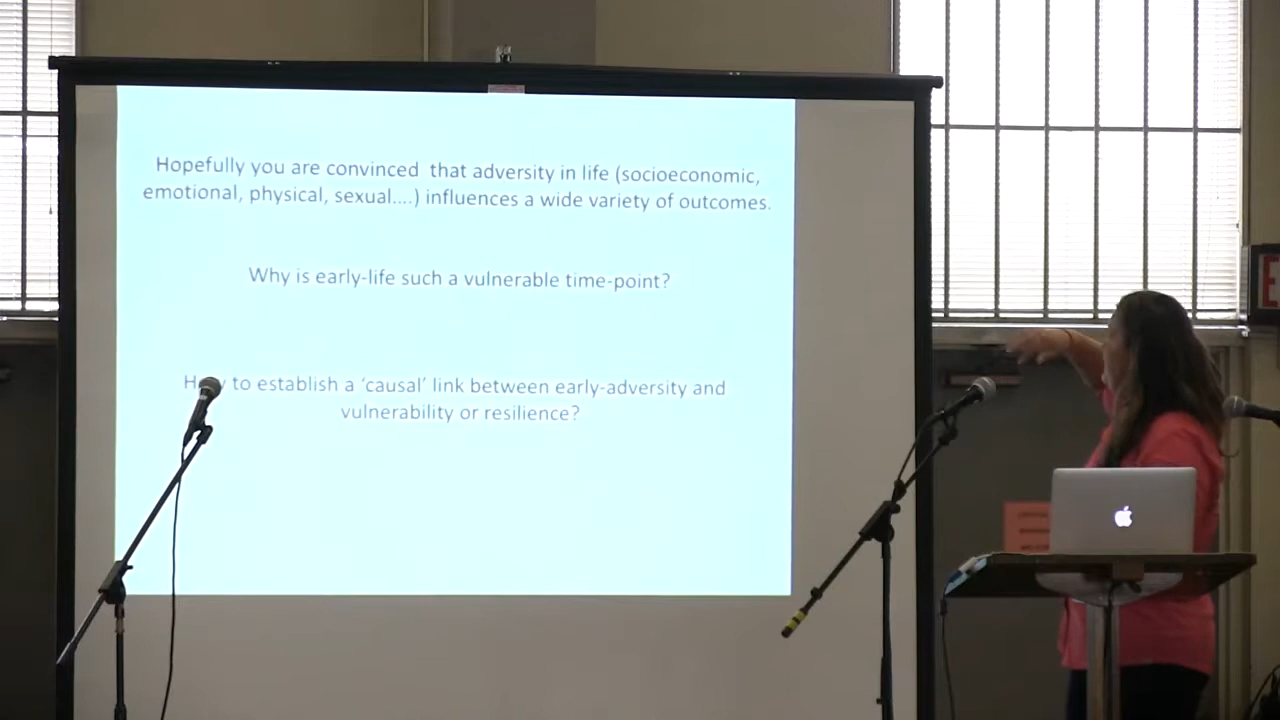 Hopefully you are convinced that adversity in life (socioeconomic,
emotional, physical, sexual....) influences a wide variety of outcomes.
Why is early-life such a vulnerable time-point?
to establish a ‘causal’ link between early-adversity and
vulnerability or resilience?